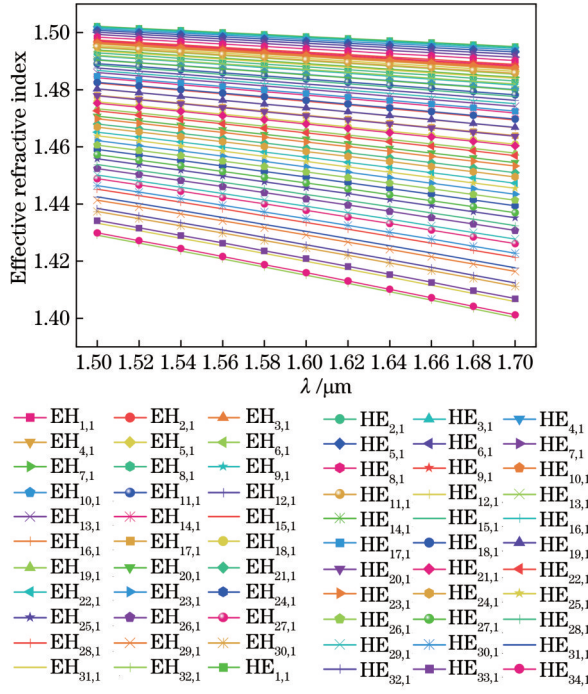 Effective refractive index
1.50
1.48
1.46
1.44
1.42
1.40
1.50 1.52 1.54 1.56 1.58 1.60 1.62 1.64 1.66 1.68 1.70
λ /μm
EH1,1 EH2,1 EH3,1 HE2,1 HE3,1 HE4,1
EH4,1 EH5,1 EH6,1 HE5,1 HE6,1 HE7,1
EH7,1 EH8,1 EH9,1 HE8,1 HE9,1 HE10,1
EH10,1 EH11,1 EH12,1 HE11,1 HE12,1 HE13,1
EH13,1 EH14,1 EH15,1 HE14,1 HE15,1 HE16,1
EH16,1 EH17,1 EH18,1 HE17,1 HE18,1 HE19,1
EH19,1 EH20,1 EH21,1 HE20,1 HE21,1 HE22,1
EH22,1 EH23,1 EH24,1 HE23,1 HE24,1 HE25,1
EH25,1 EH26,1 EH27,1 HE26,1 HE27,1 HE28,1
EH28,1 EH29,1 EH30,1 HE29,1 HE30,1 HE31,1
EH31,1 EH32,1 HE1,1 HE32,1 HE33,1 HE34,1